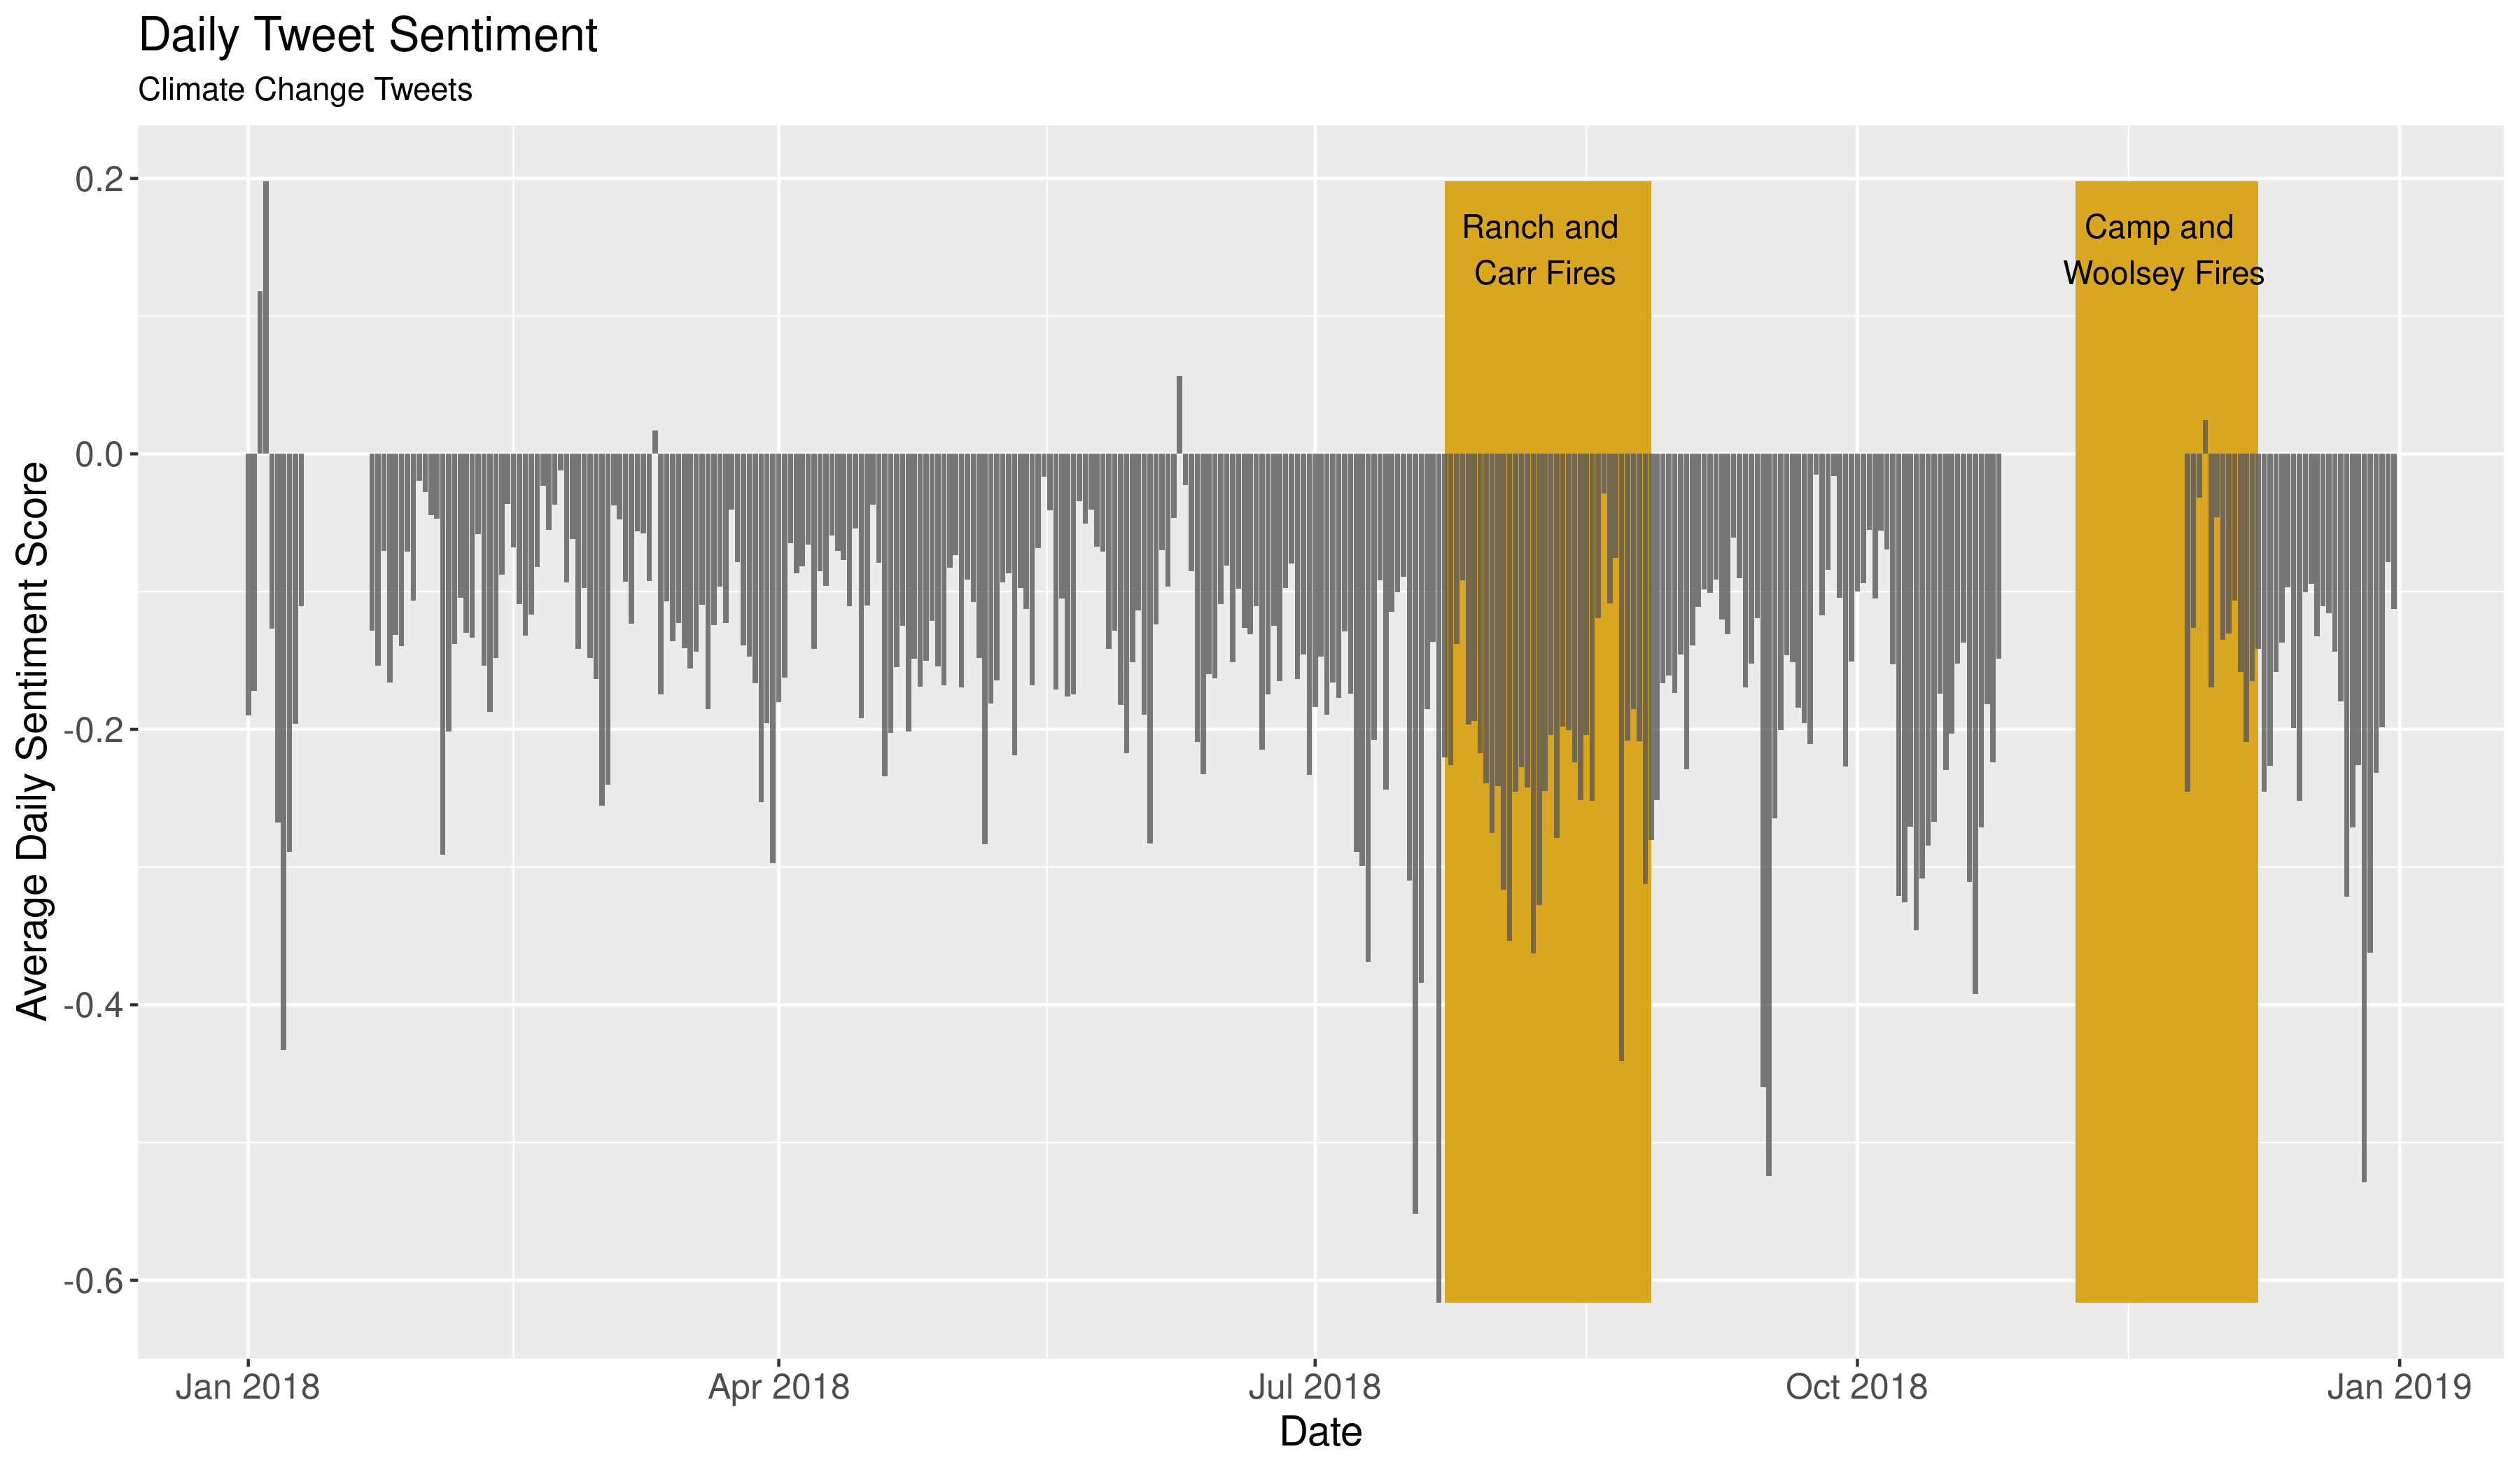 Daily Tweet Sentiment
Climate Change Tweets
Average Daily Sentiment Score
0.2
0.0
-0.2
-0.4
-0.6
Ranch and
Carr Fires
Camp and
Woolsey Fires
Jan 2018
Apr 2018
Jul 2018
Oct 2018
Jan 2019
Date